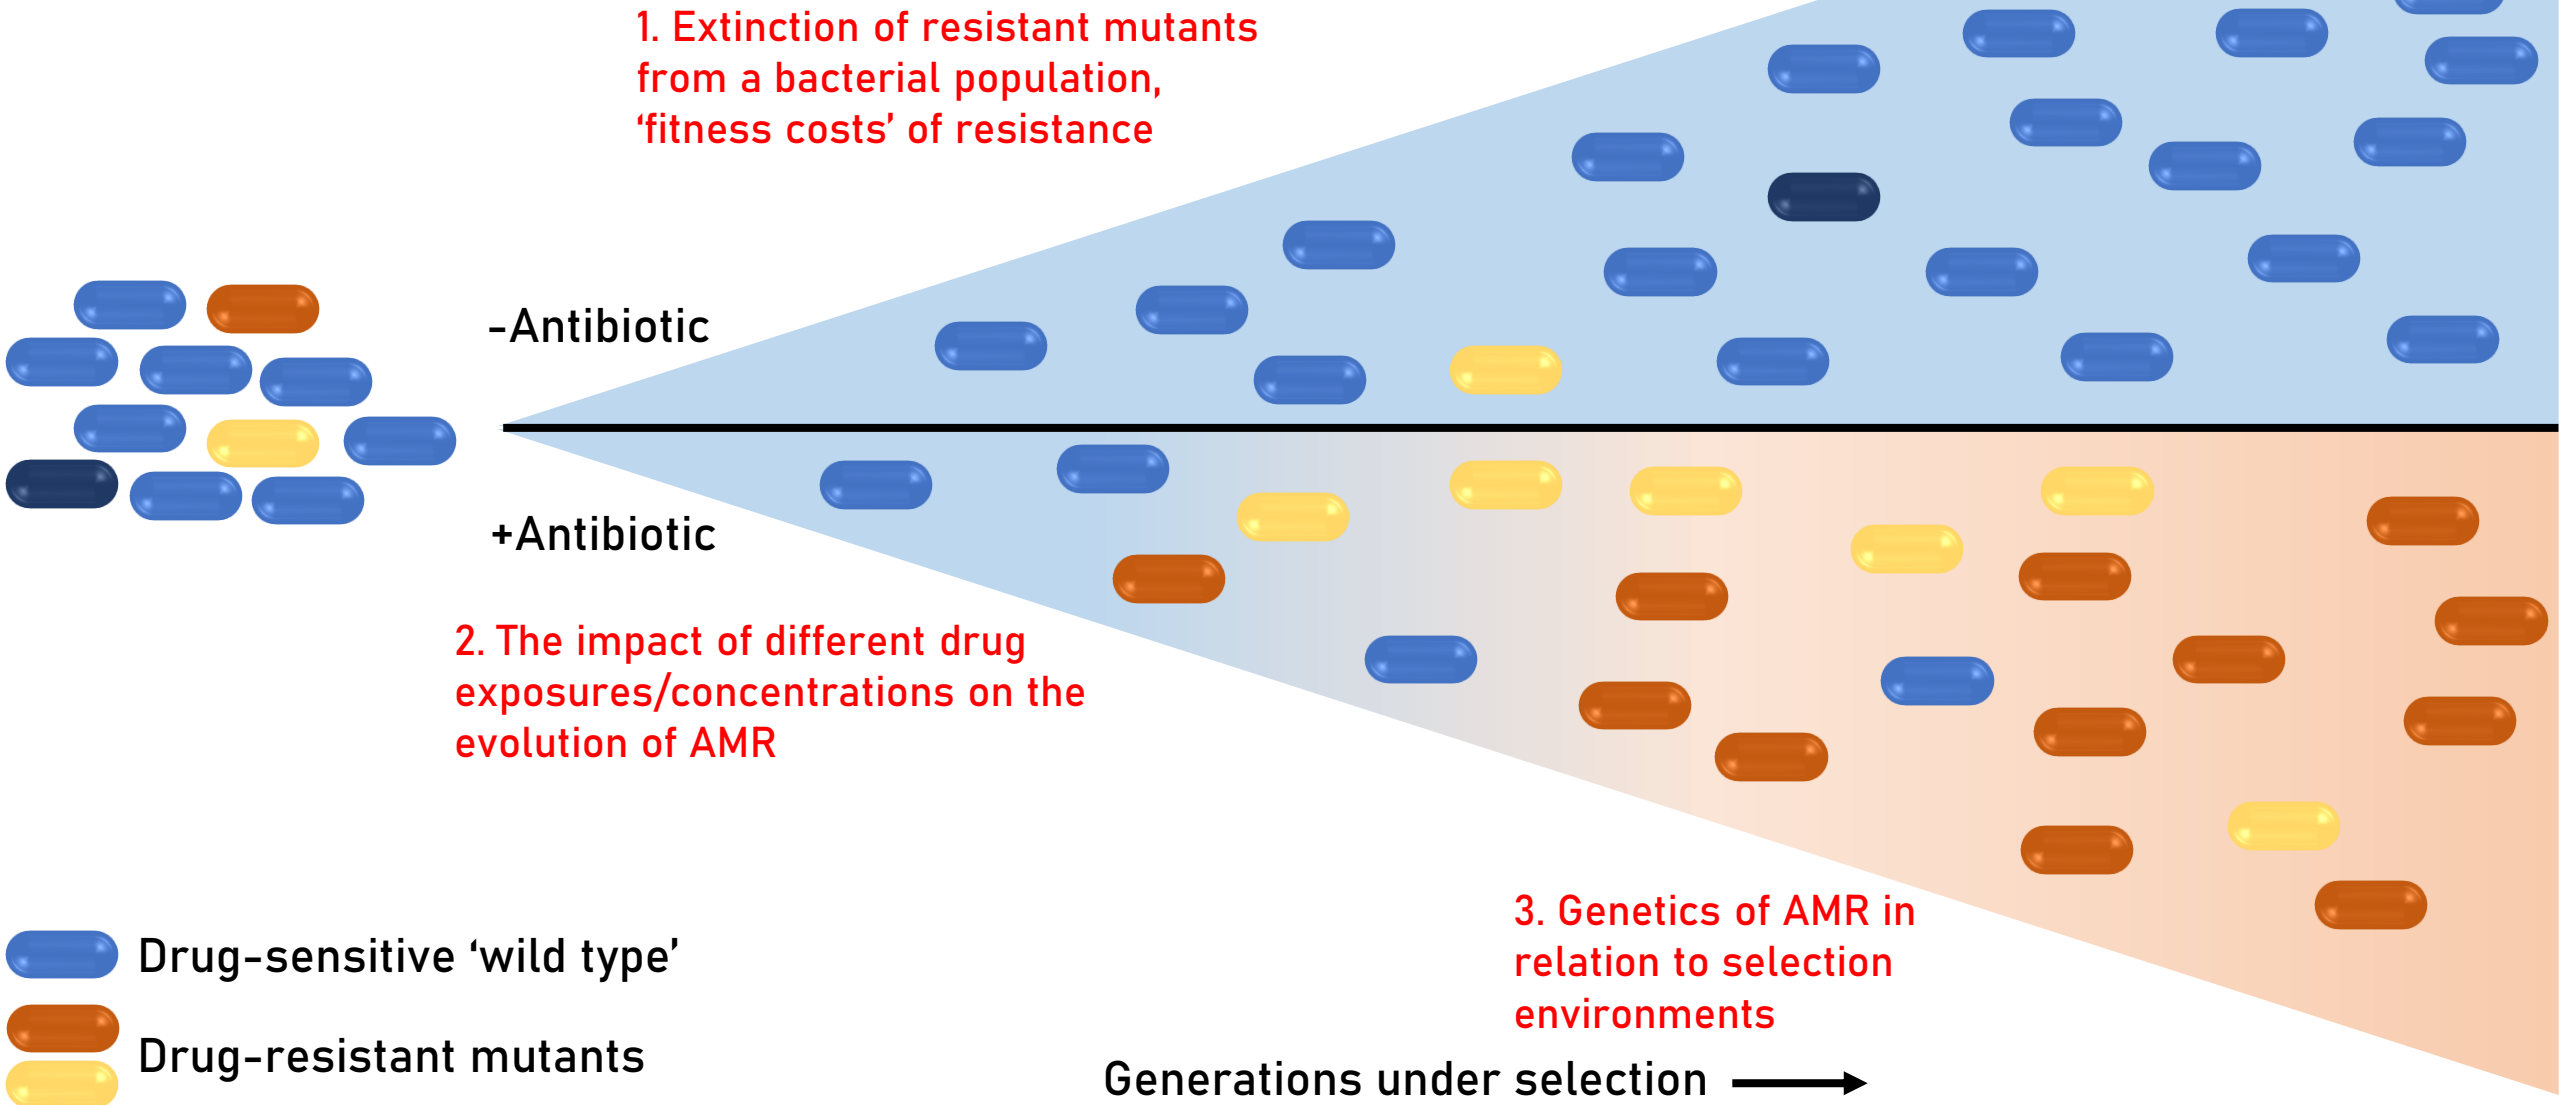 1. Extinction of resistant mutants
from a bacterial population,
‘fitness cost’ of resistance
-Antibiotic
+Antibiotic
2. The impact of different drug
exposures/concentrations on the
evolution of AMR
3. Genetics of AMR in
relation to selection
environments
Drug-sensitive ‘wild type’
Drug-resistant mutants
Generations under selection